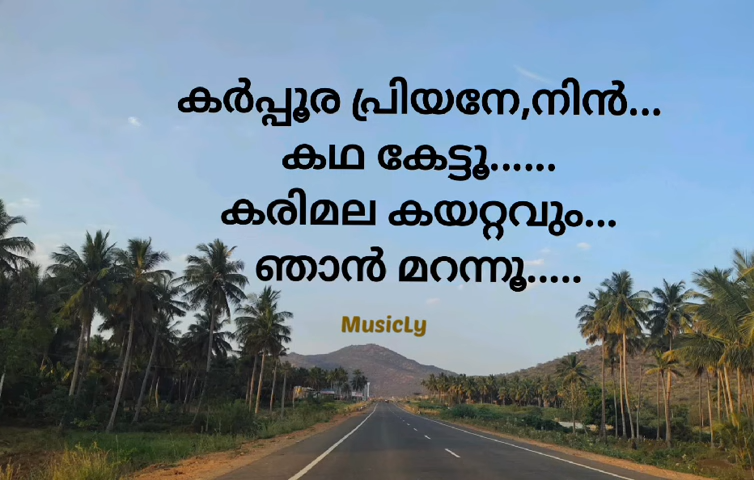 കർപ്പൂര പ്രിയനേ,നിൻ...
കഥ കേട്ടൂ......
കരിമല കയറ്റവും...
ഞാൻ മറന്നൂ.....
MusicLy